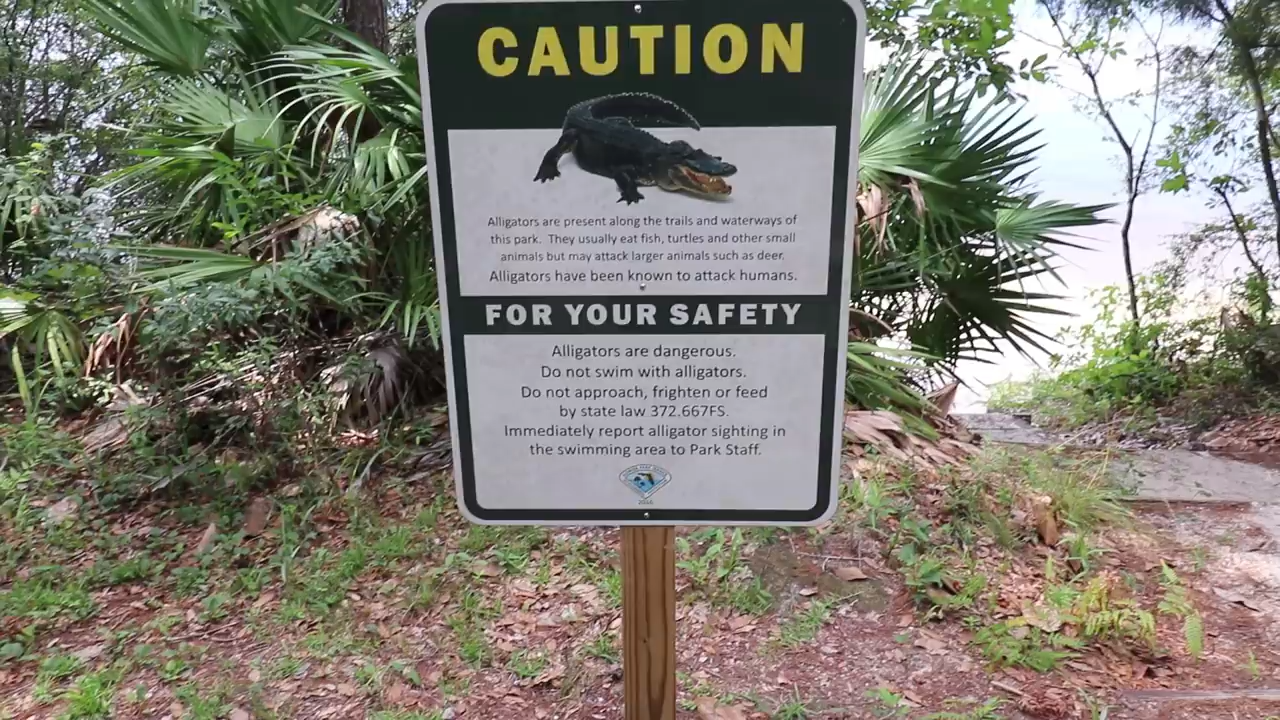 CAUTION
Alligators are present along the trails and waterways of
this park. They usually eat fish, turtles and other small
animals but may attack larger animals such as deer.
Alligators have been known to attack humans.
FOR YOUR SAFETY
Alligators are dangerous.
Do not swim with alligators.
Do not approach, frighten or feed
by state law 372.667FS.
Immediately report alligator sighting in
the swimming area to Park Staff.